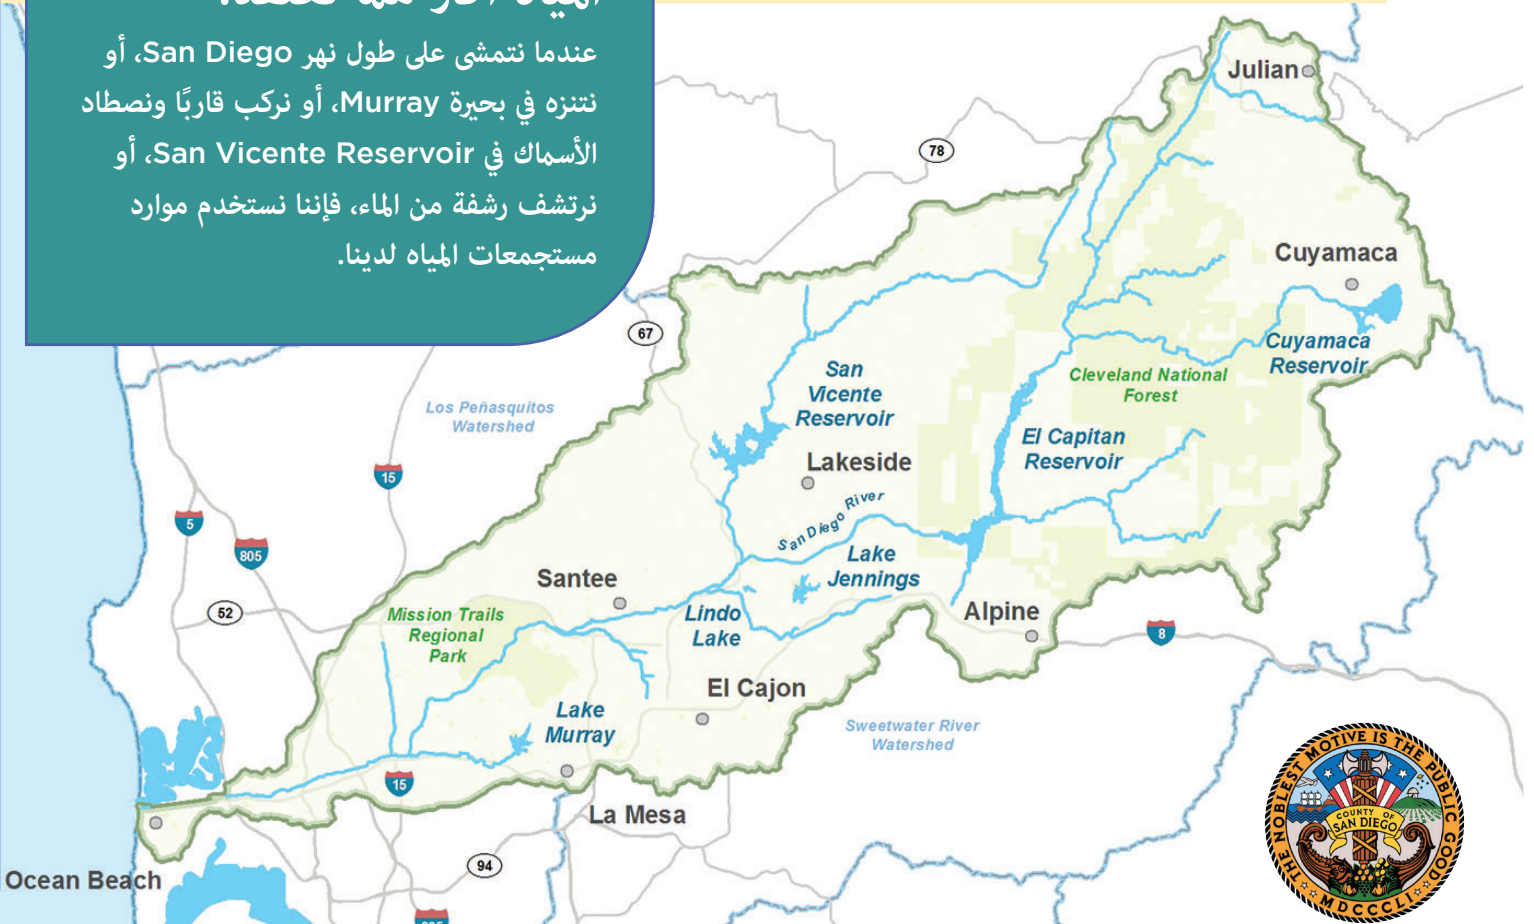 عندما نتمشى على طول نهر San Diego، أو
نتنزه في بحيرة Murray، أو نركب قاربًا ونصطاد
الأسماك في San Vicente Reservoir، أو
نرتشف رشفة من الماء، فإننا نستخدم موارد
مستجمعات المياه لدينا.
Julian
78
Cuyamaca
67
Cuyamaca
Reservoir
San
Vicente
Reservoir
Cleveland National
Forest
Los Peñasquitos
Watershed
El Capitan
Reservoir
Lakeside
15
San Diego River
5
805
Lake
Jennings
Santee
52
Mission Trails
Regional
Park
Lindo
Lake
Alpine
8
El Cajon
Lake
Murray
Sweetwater River
Watershed
15
La Mesa
94
Ocean Beach
THE NOBLEST MOTIVE IS THE PUBLIC GOOD
COUNTY OF
SAN DIEGO
MDCCCLI